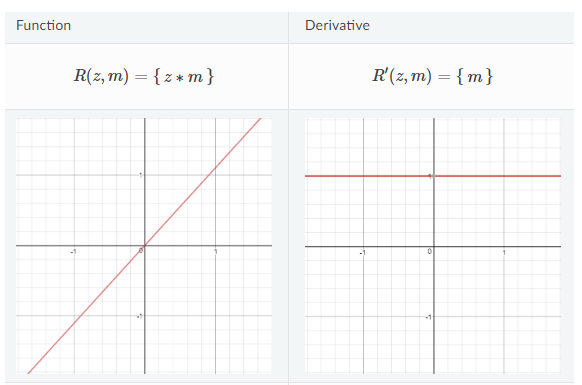 Function
Derivative
R(z, m) = { z ∗ m }
R′(z, m) = { m }
1
-1
0
1
-1
1
-1
0
1
-1